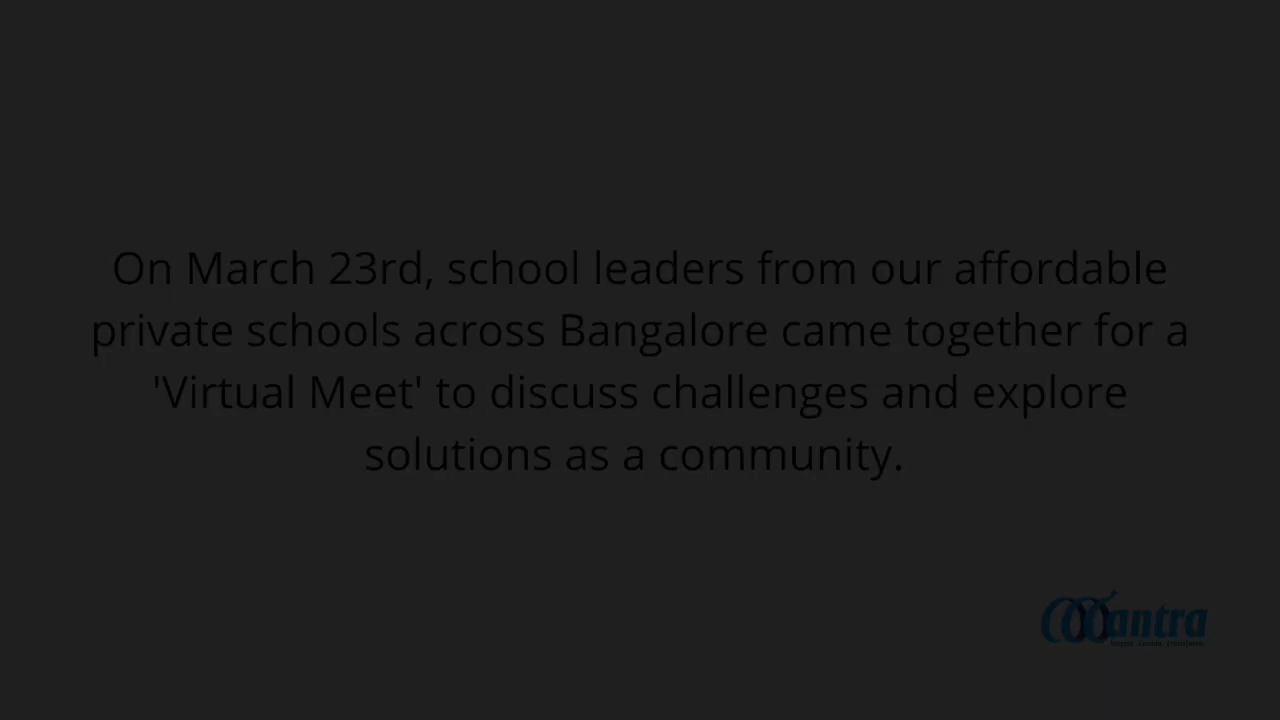 On March 23rd, school leaders from our affordable
private schools across Bangalore came together for a
'Virtual Meet' to discuss challenges and explore
solutions as a community.
Mantra